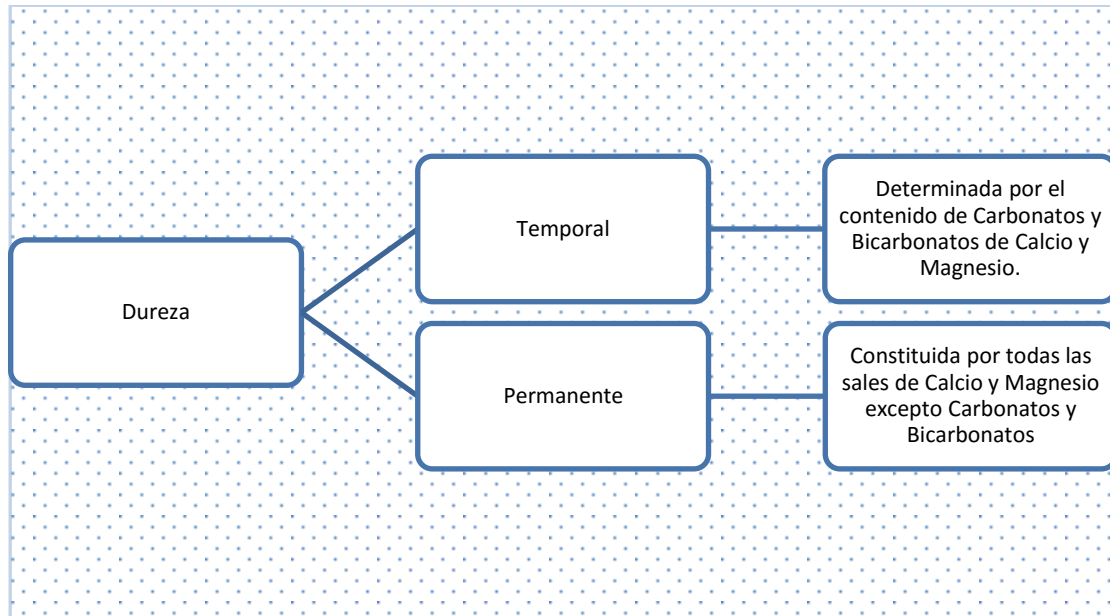 Dureza
Temporal
Determinada por el
contenido de Carbonatos y
Bicarbonatos de Calcio y
Magnesio.
Permanente
Constituida por todas las
sales de Calcio y Magnesio
excepto Carbonatos y
Bicarbonatos